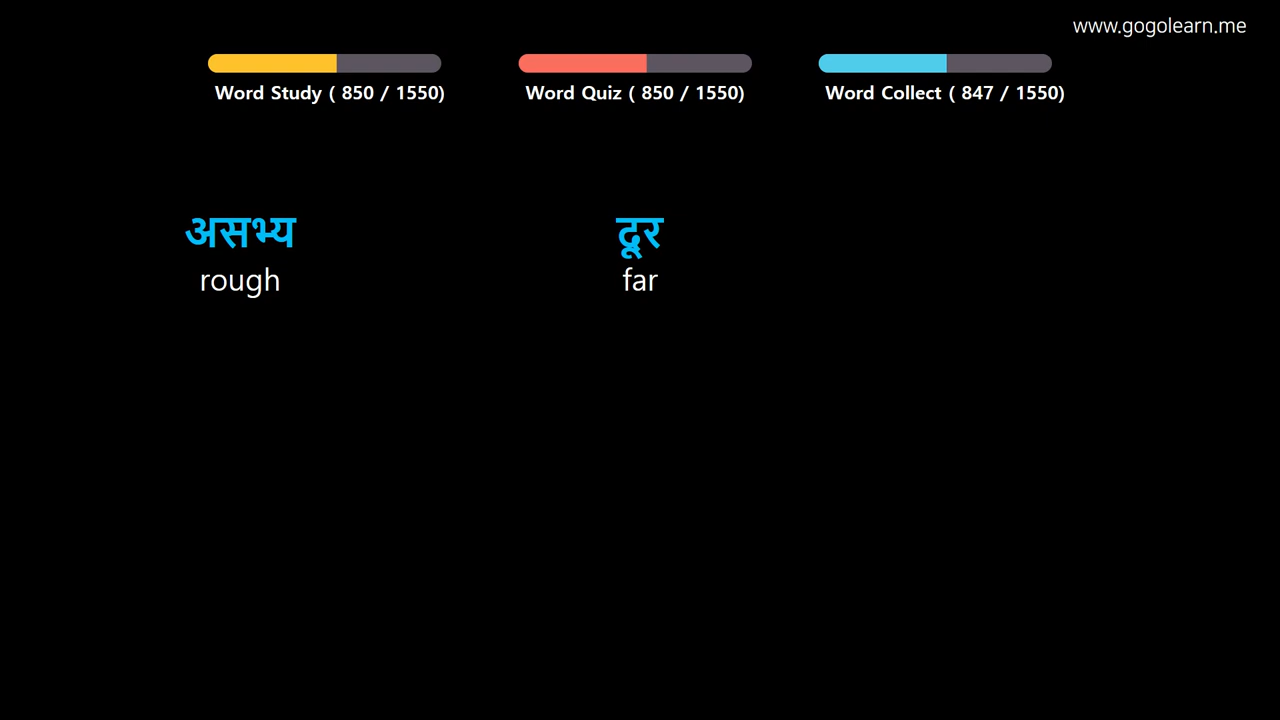 www.gogolearn.me
Word Study ( 850 / 1550)
Word Quiz ( 850 / 1550)
Word Collect ( 847 / 1550)
असभ्य
rough
दूर
far